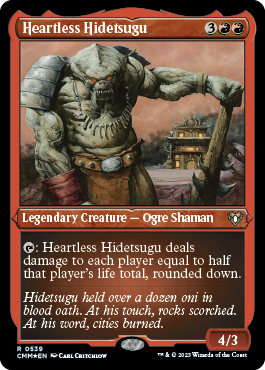 Heartless Hidetsugu 3
Legendary Creature — Ogre Shaman
: Heartless Hidetsugu deals
damage to each player equal to half
that player's life total, rounded down.
Hidetsugu held over a dozen oni in
blood oath. At his touch, rocks scorched.
At his word, cities burned.
4/3
R 0539
CMM★EN Carl Critchlow
™ & © 2023 Wizards of the Coast